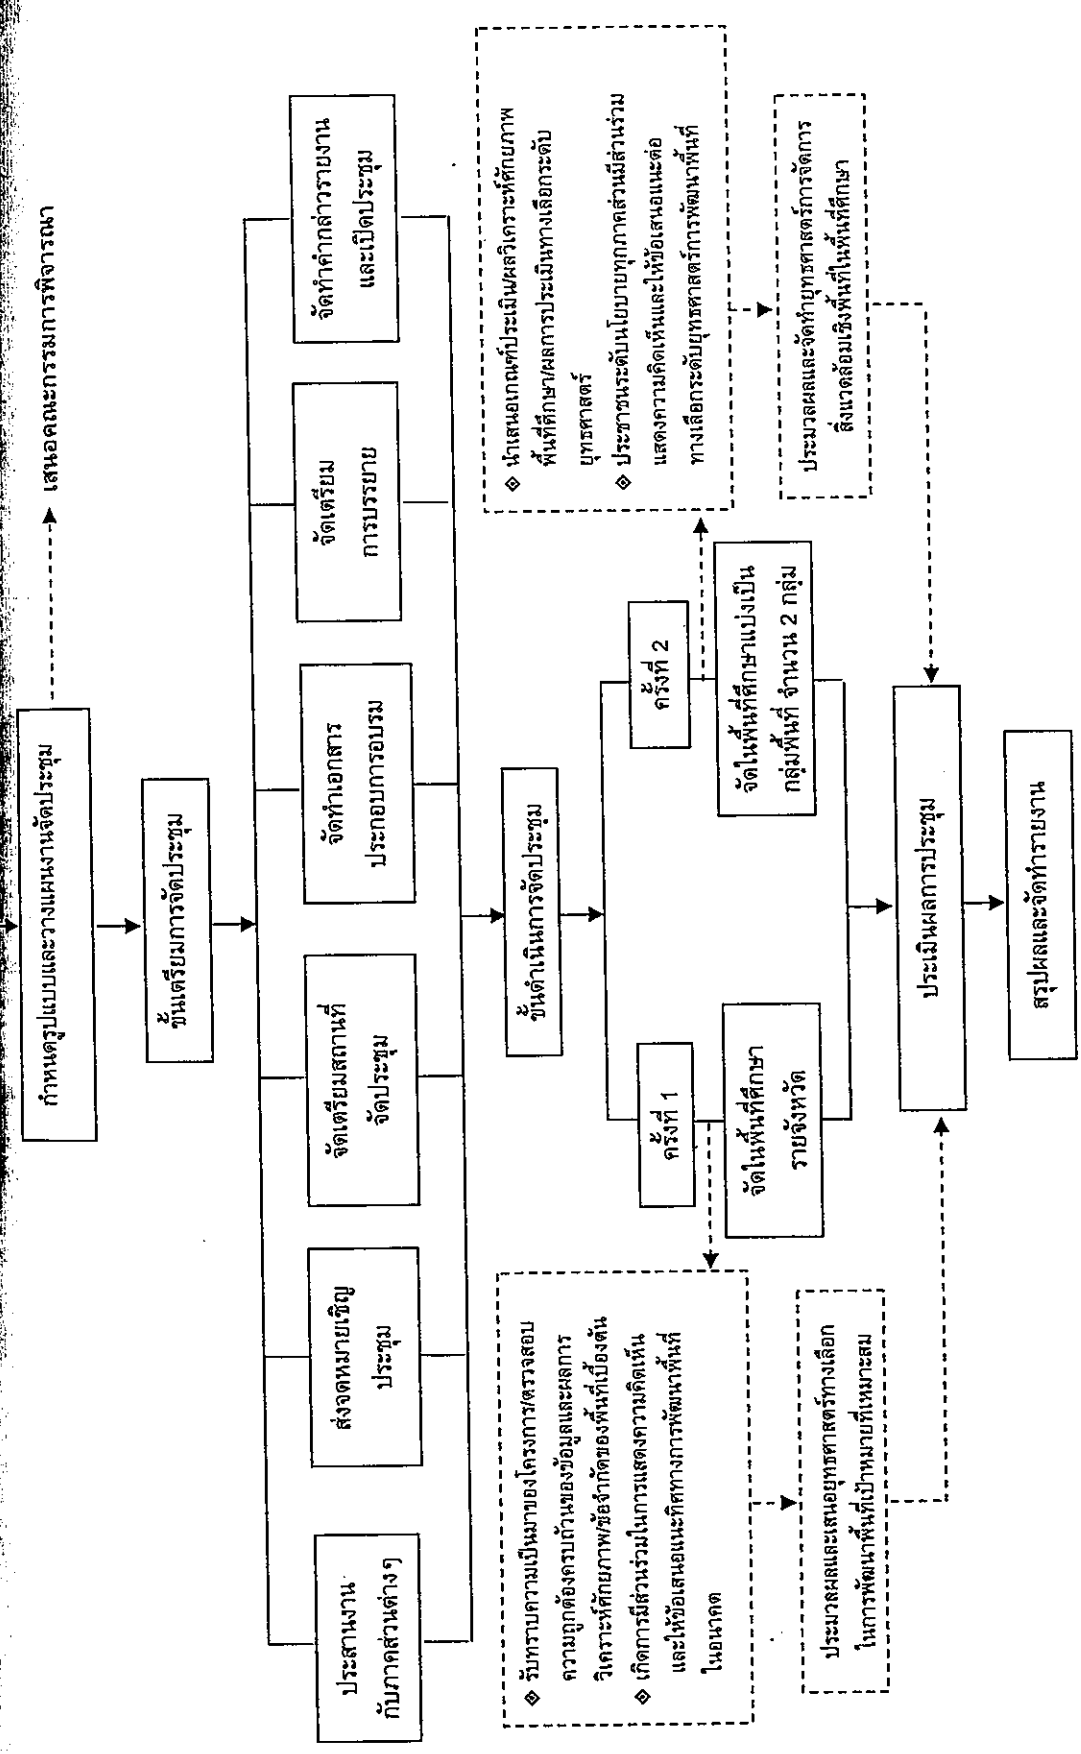 กำหนดรูปแบบและวางแผนงานจัดประชุม
เสนอคณะกรรมการพิจารณา
ขั้นเตรียมการจัดประชุม
ประสานงาน
กับภาคส่วนต่างๆ
ส่งจดหมายเชิญ
ประชุม
จัดเตรียมสถานที่
จัดประชุม
จัดทำเอกสาร
ประกอบการอบรม
จัดเตรียม
การบรรยาย
จัดทำคำกล่าวรายงาน
และเปิดประชุม
ขั้นดำเนินการจัดประชุม
ครั้งที่ 1
จัดในพื้นที่ศึกษา
รายจังหวัด
ครั้งที่ 2
จัดในพื้นที่ศึกษาแบ่งเป็น
กลุ่มพื้นที่ จำนวน 2 กลุ่ม
◈ รับทราบความเป็นมาของโครงการ/ตรวจสอบ
ความถูกต้องครบถ้วนของข้อมูลและผลการ
วิเคราะห์ศักยภาพ/ข้อจำกัดของพื้นที่เบื้องต้น
◈ เกิดการมีส่วนร่วมในการแสดงความคิดเห็น
และให้ข้อเสนอแนะทิศทางการพัฒนาพื้นที่
ในอนาคต
◈ นำเสนอเกณฑ์ประเมิน/ผลวิเคราะห์ศักยภาพ
พื้นที่ศึกษา/ผลการประเมินทางเลือกระดับ
ยุทธศาสตร์
◈ ประชาชนระดับนโยบายทุกภาคส่วนมีส่วนร่วม
แสดงความคิดเห็นและให้ข้อเสนอแนะต่อ
ทางเลือกระดับยุทธศาสตร์การพัฒนาพื้นที่
ประมวลผลและเสนอยุทธศาสตร์ทางเลือก
ในการพัฒนาพื้นที่เป้าหมายที่เหมาะสม
ประมวลผลและจัดทำยุทธศาสตร์การจัดการ
สิ่งแวดล้อมเชิงพื้นที่ในพื้นที่ศึกษา
ประเมินผลการประชุม
สรุปผลและจัดทำรายงาน